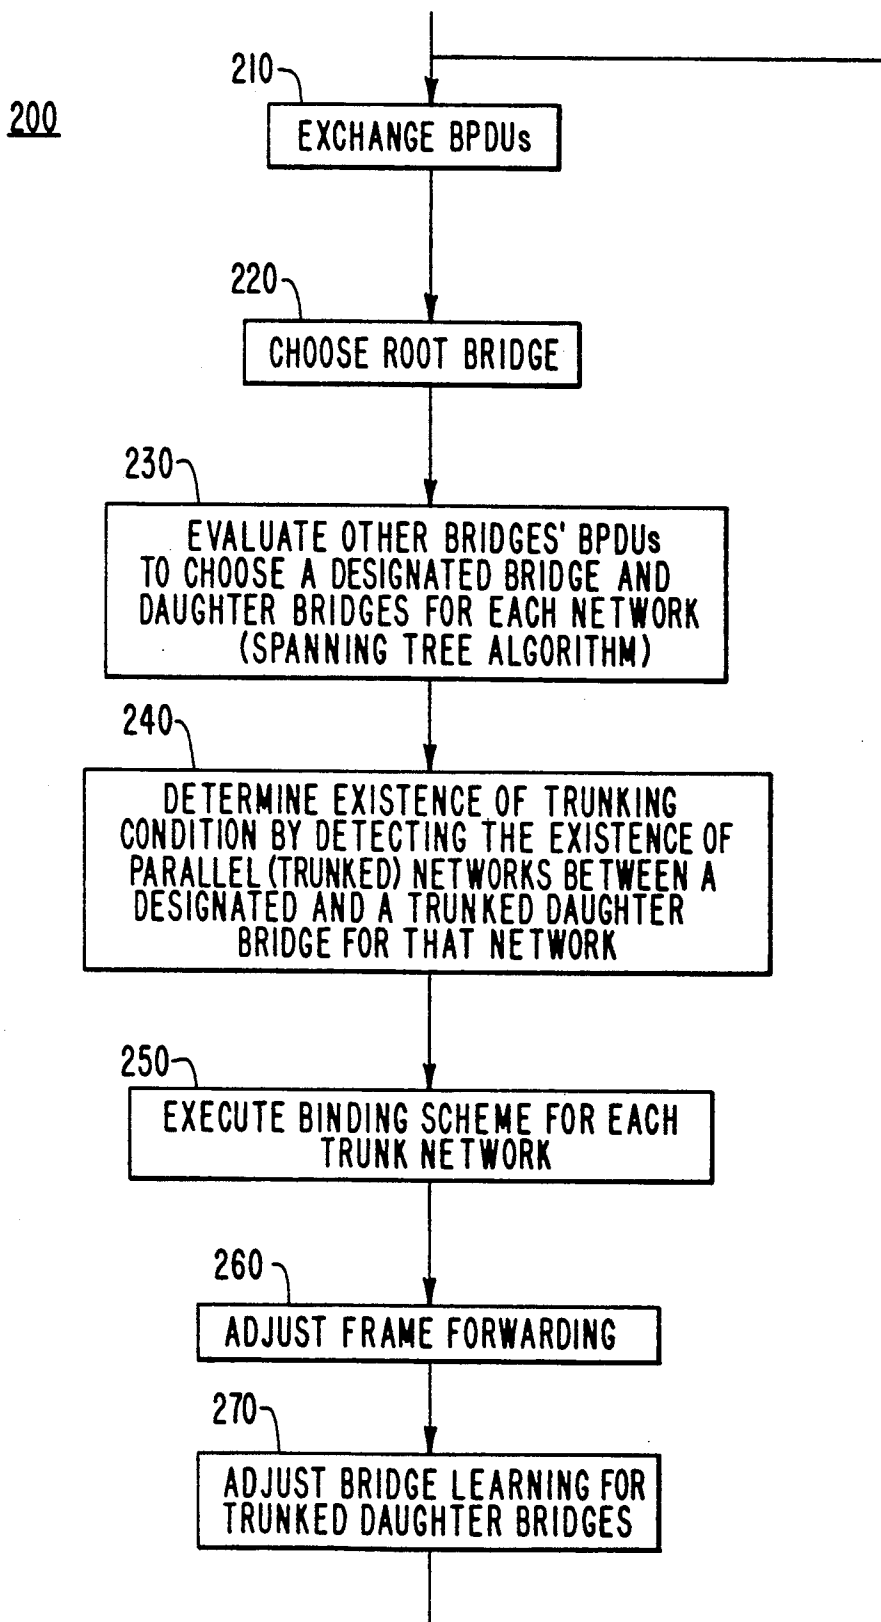 200
210
EXCHANGE BPDUs
220
CHOOSE ROOT BRIDGE
230
EVALUATE OTHER BRIDGES' BPDUs
TO CHOOSE A DESIGNATED BRIDGE AND
DAUGHTER BRIDGES FOR EACH NETWORK
(SPANNING TREE ALGORITHM)
240
DETERMINE EXISTENCE OF TRUNKING
CONDITION BY DETECTING THE EXISTENCE OF
PARALLEL (TRUNKED) NETWORKS BETWEEN A
DESIGNATED AND A TRUNKED DAUGHTER
BRIDGE FOR THAT NETWORK
250
EXECUTE BINDING SCHEME FOR EACH
TRUNK NETWORK
260
ADJUST FRAME FORWARDING
270
ADJUST BRIDGE LEARNING FOR
TRUNKED DAUGHTER BRIDGES